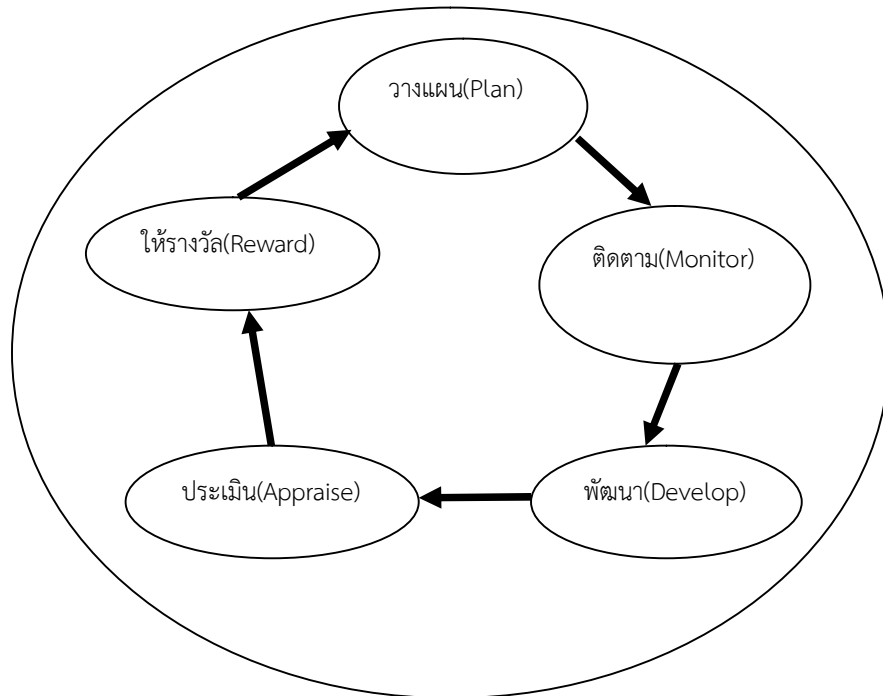 วางแผน(Plan)
ติดตาม(Monitor)
พัฒนา(Develop)
ประเมิน(Appraise)
ให้รางวัล(Reward)